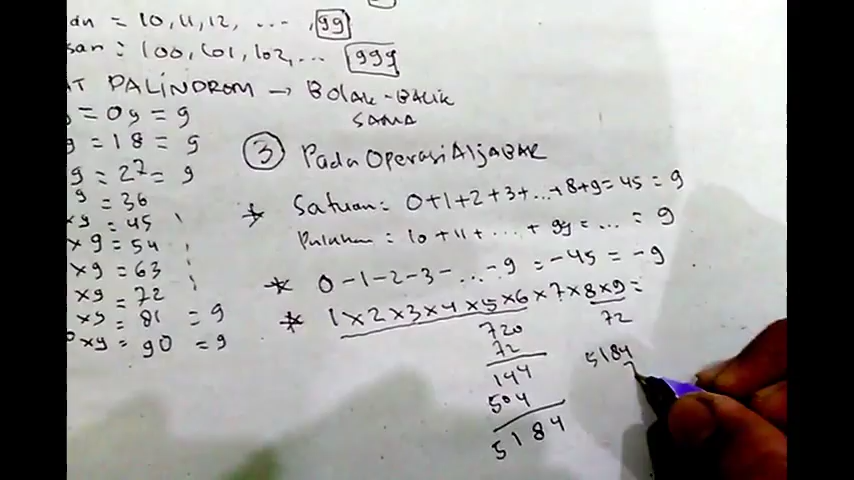 = 10, 11, 12, ... , 99
: 100, 101, 102, ... 999
PALINDROM → BOLAK-BALIK
SAMA
= 09 = 9
= 18 = 9
9 = 27 = 9
9 = 36
x9 = 45
x9 = 54
x9 = 63
x9 = 72
x9 = 81 = 9
x9 = 90 = 9
3 Pada Operasi AljABAR
* Satuan: 0+1+2+3+...+8+9=45=9
Puluhan = 10+11+...+99=...=9
* 0-1-2-3-...-9=-45=-9
* 1x2x3x4x5x6x7x8x9=
720
72
144
504
5184
72
5184
7